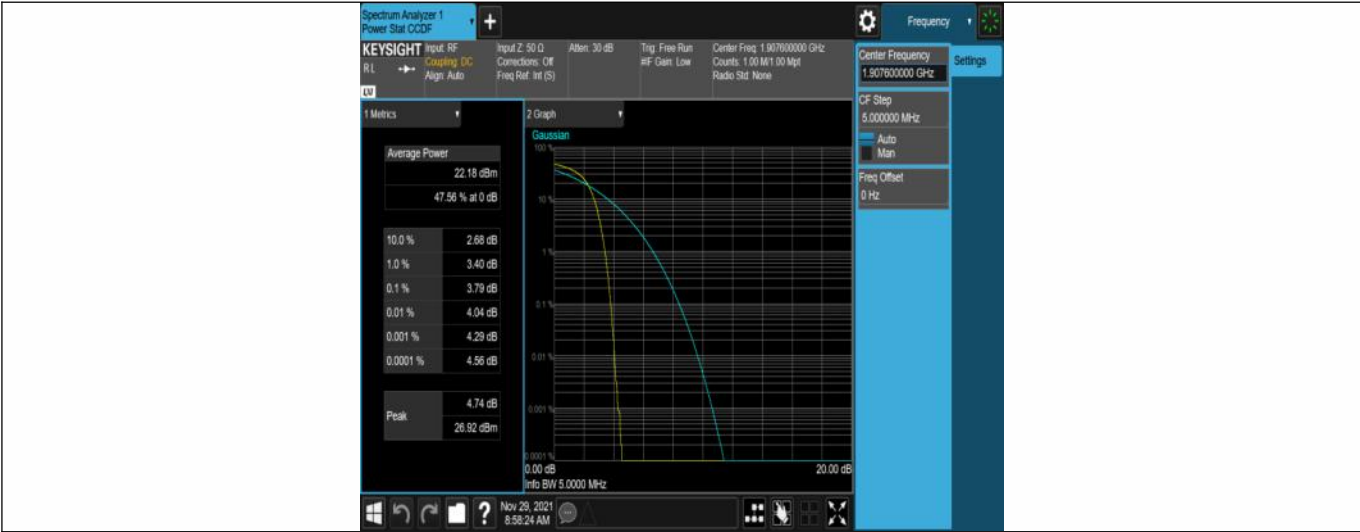 Spectrum Analyzer 1
Power Stat CCDF
+
Frequency
KEYSIGHT
RL
LXI
Input: RF
Coupling: DC
Align: Auto
Input Z: 50 Ω
Corrections: Off
Freq Ref: Int (S)
Atten: 30 dB
Trig: Free Run
#IF Gain: Low
Center Freq: 1.907600000 GHz
Counts: 1.00 M/1.00 Mpt
Radio Std: None
Center Frequency
1.907600000 GHz
Settings
CF Step
5.000000 MHz
Auto
Man
Freq Offset
0 Hz
1 Metrics
Average Power
22.18 dBm
47.56 % at 0 dB
10.0 % 2.68 dB
1.0 % 3.40 dB
0.1 % 3.79 dB
0.01 % 4.04 dB
0.001 % 4.29 dB
0.0001 % 4.56 dB
Peak
4.74 dB
26.92 dBm
2 Graph
Gaussian
100 %
10 %
1 %
0.1 %
0.01 %
0.001 %
0.0001 %
0.00 dB 20.00 dB
Info BW 5.0000 MHz
?
Nov 29, 2021
8:58:24 AM